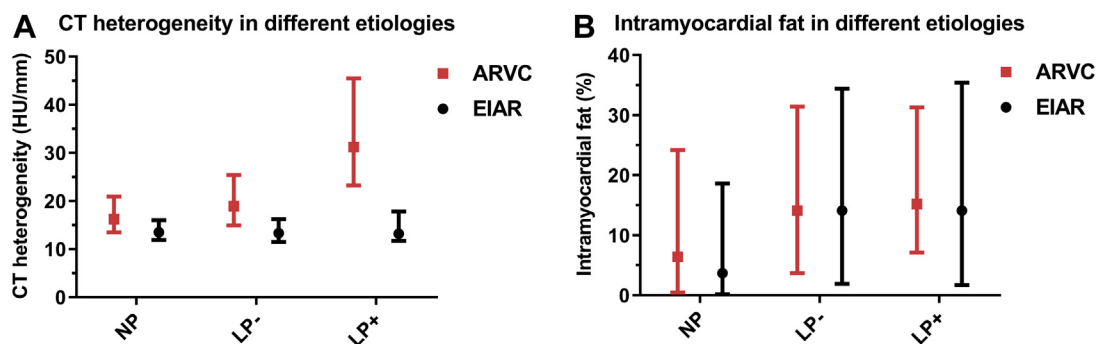 A CT heterogeneity in different etiologies
CT heterogeneity (HU/mm)
50
40
30
20
10
0
NP
LP-
LP+
ARVC
EIAR
B Intramyocardial fat in different etiologies
Intramyocardial fat (%)
40
30
20
10
0
NP
LP-
LP+
ARVC
EIAR